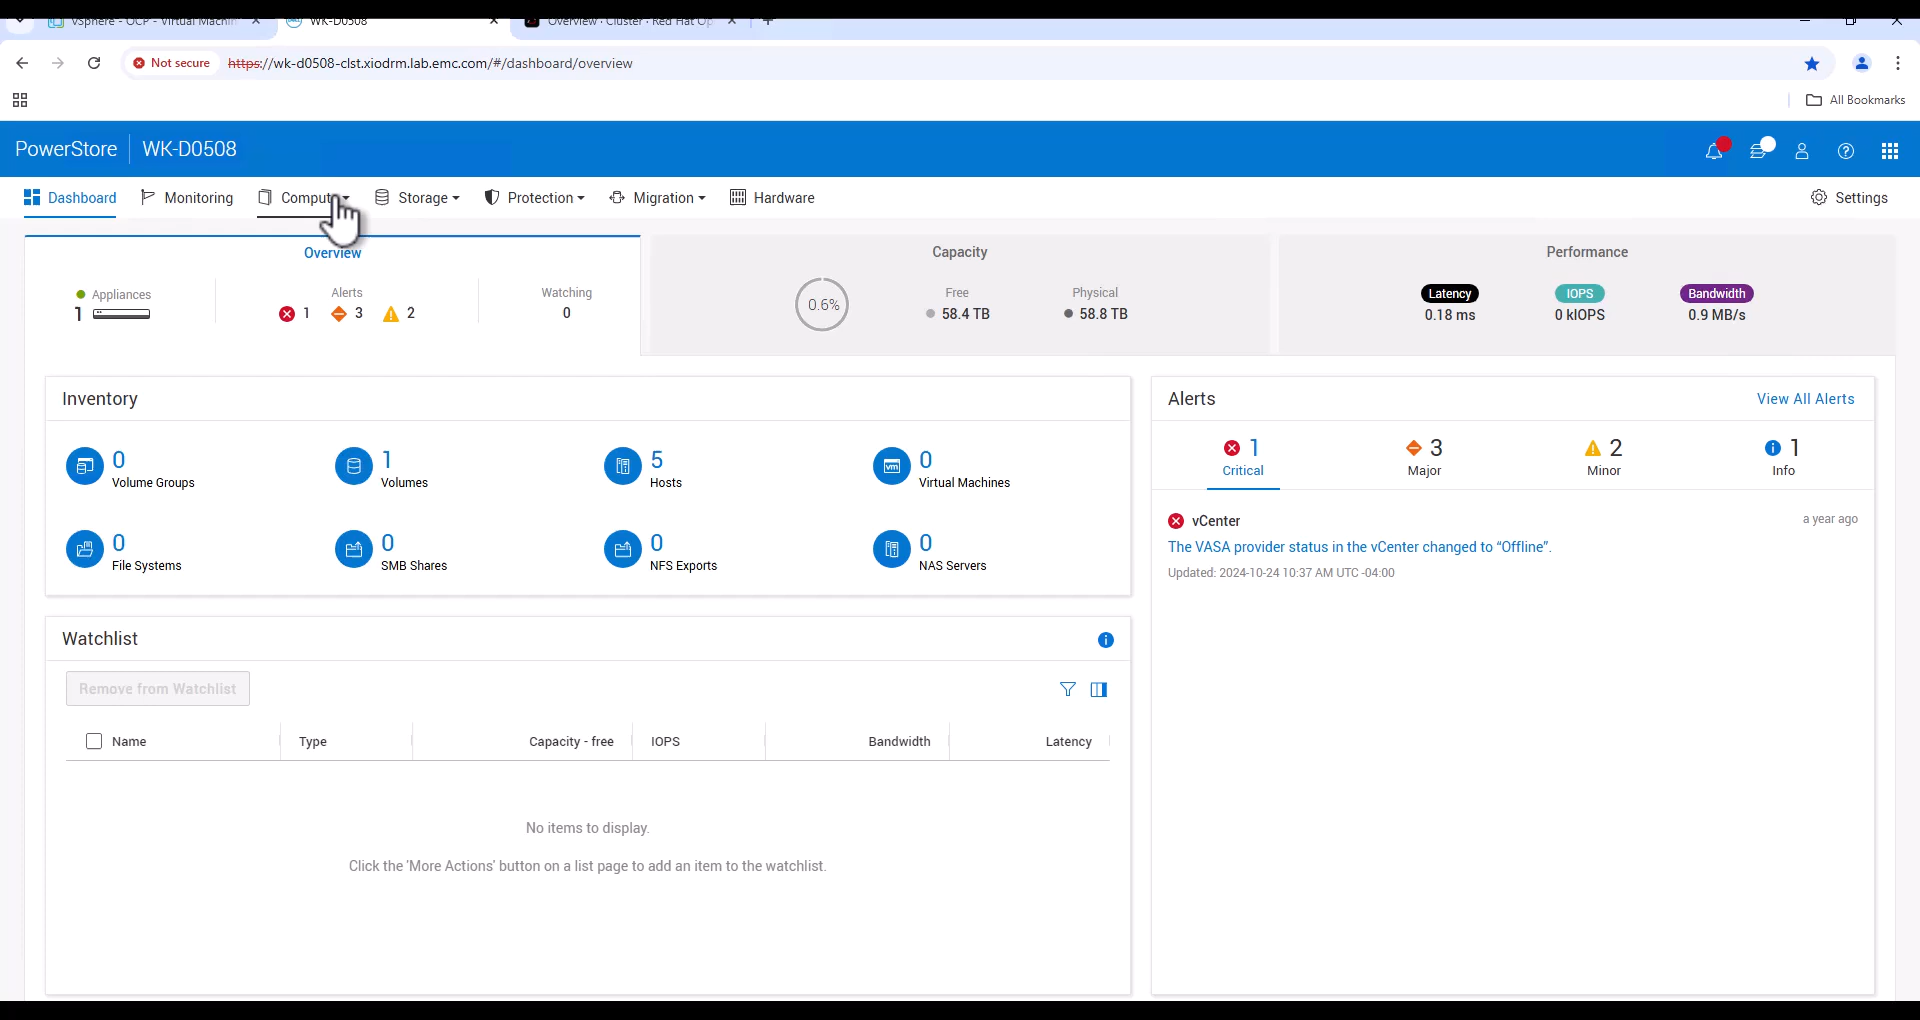 vSphere - OCP - Virtual Machin
WK-D0508
Overview · Cluster · Red Hat Op
Not secure
https://wk-d0508-clst.xiodrm.lab.emc.com/#/dashboard/overview
All Bookmarks
PowerStore
WK-D0508
Dashboard
Monitoring
Compute
Storage
Protection
Migration
Hardware
Settings
Overview
Appliances
1
Alerts
1
3
2
Watching
0
Capacity
0.6%
Free
58.4 TB
Physical
58.8 TB
Performance
Latency
0.18 ms
IOPS
0 kIOPS
Bandwidth
0.9 MB/s
Inventory
0
Volume Groups
1
Volumes
5
Hosts
vm
0
Virtual Machines
0
File Systems
0
SMB Shares
0
NFS Exports
0
NAS Servers
Alerts
View All Alerts
1
Critical
3
Major
2
Minor
1
Info
vCenter
a year ago
The VASA provider status in the vCenter changed to “Offline”.
Updated: 2024-10-24 10:37 AM UTC -04:00
Watchlist
Remove from Watchlist
Name
Type
Capacity - free
IOPS
Bandwidth
Latency
No items to display.
Click the 'More Actions' button on a list page to add an item to the watchlist.